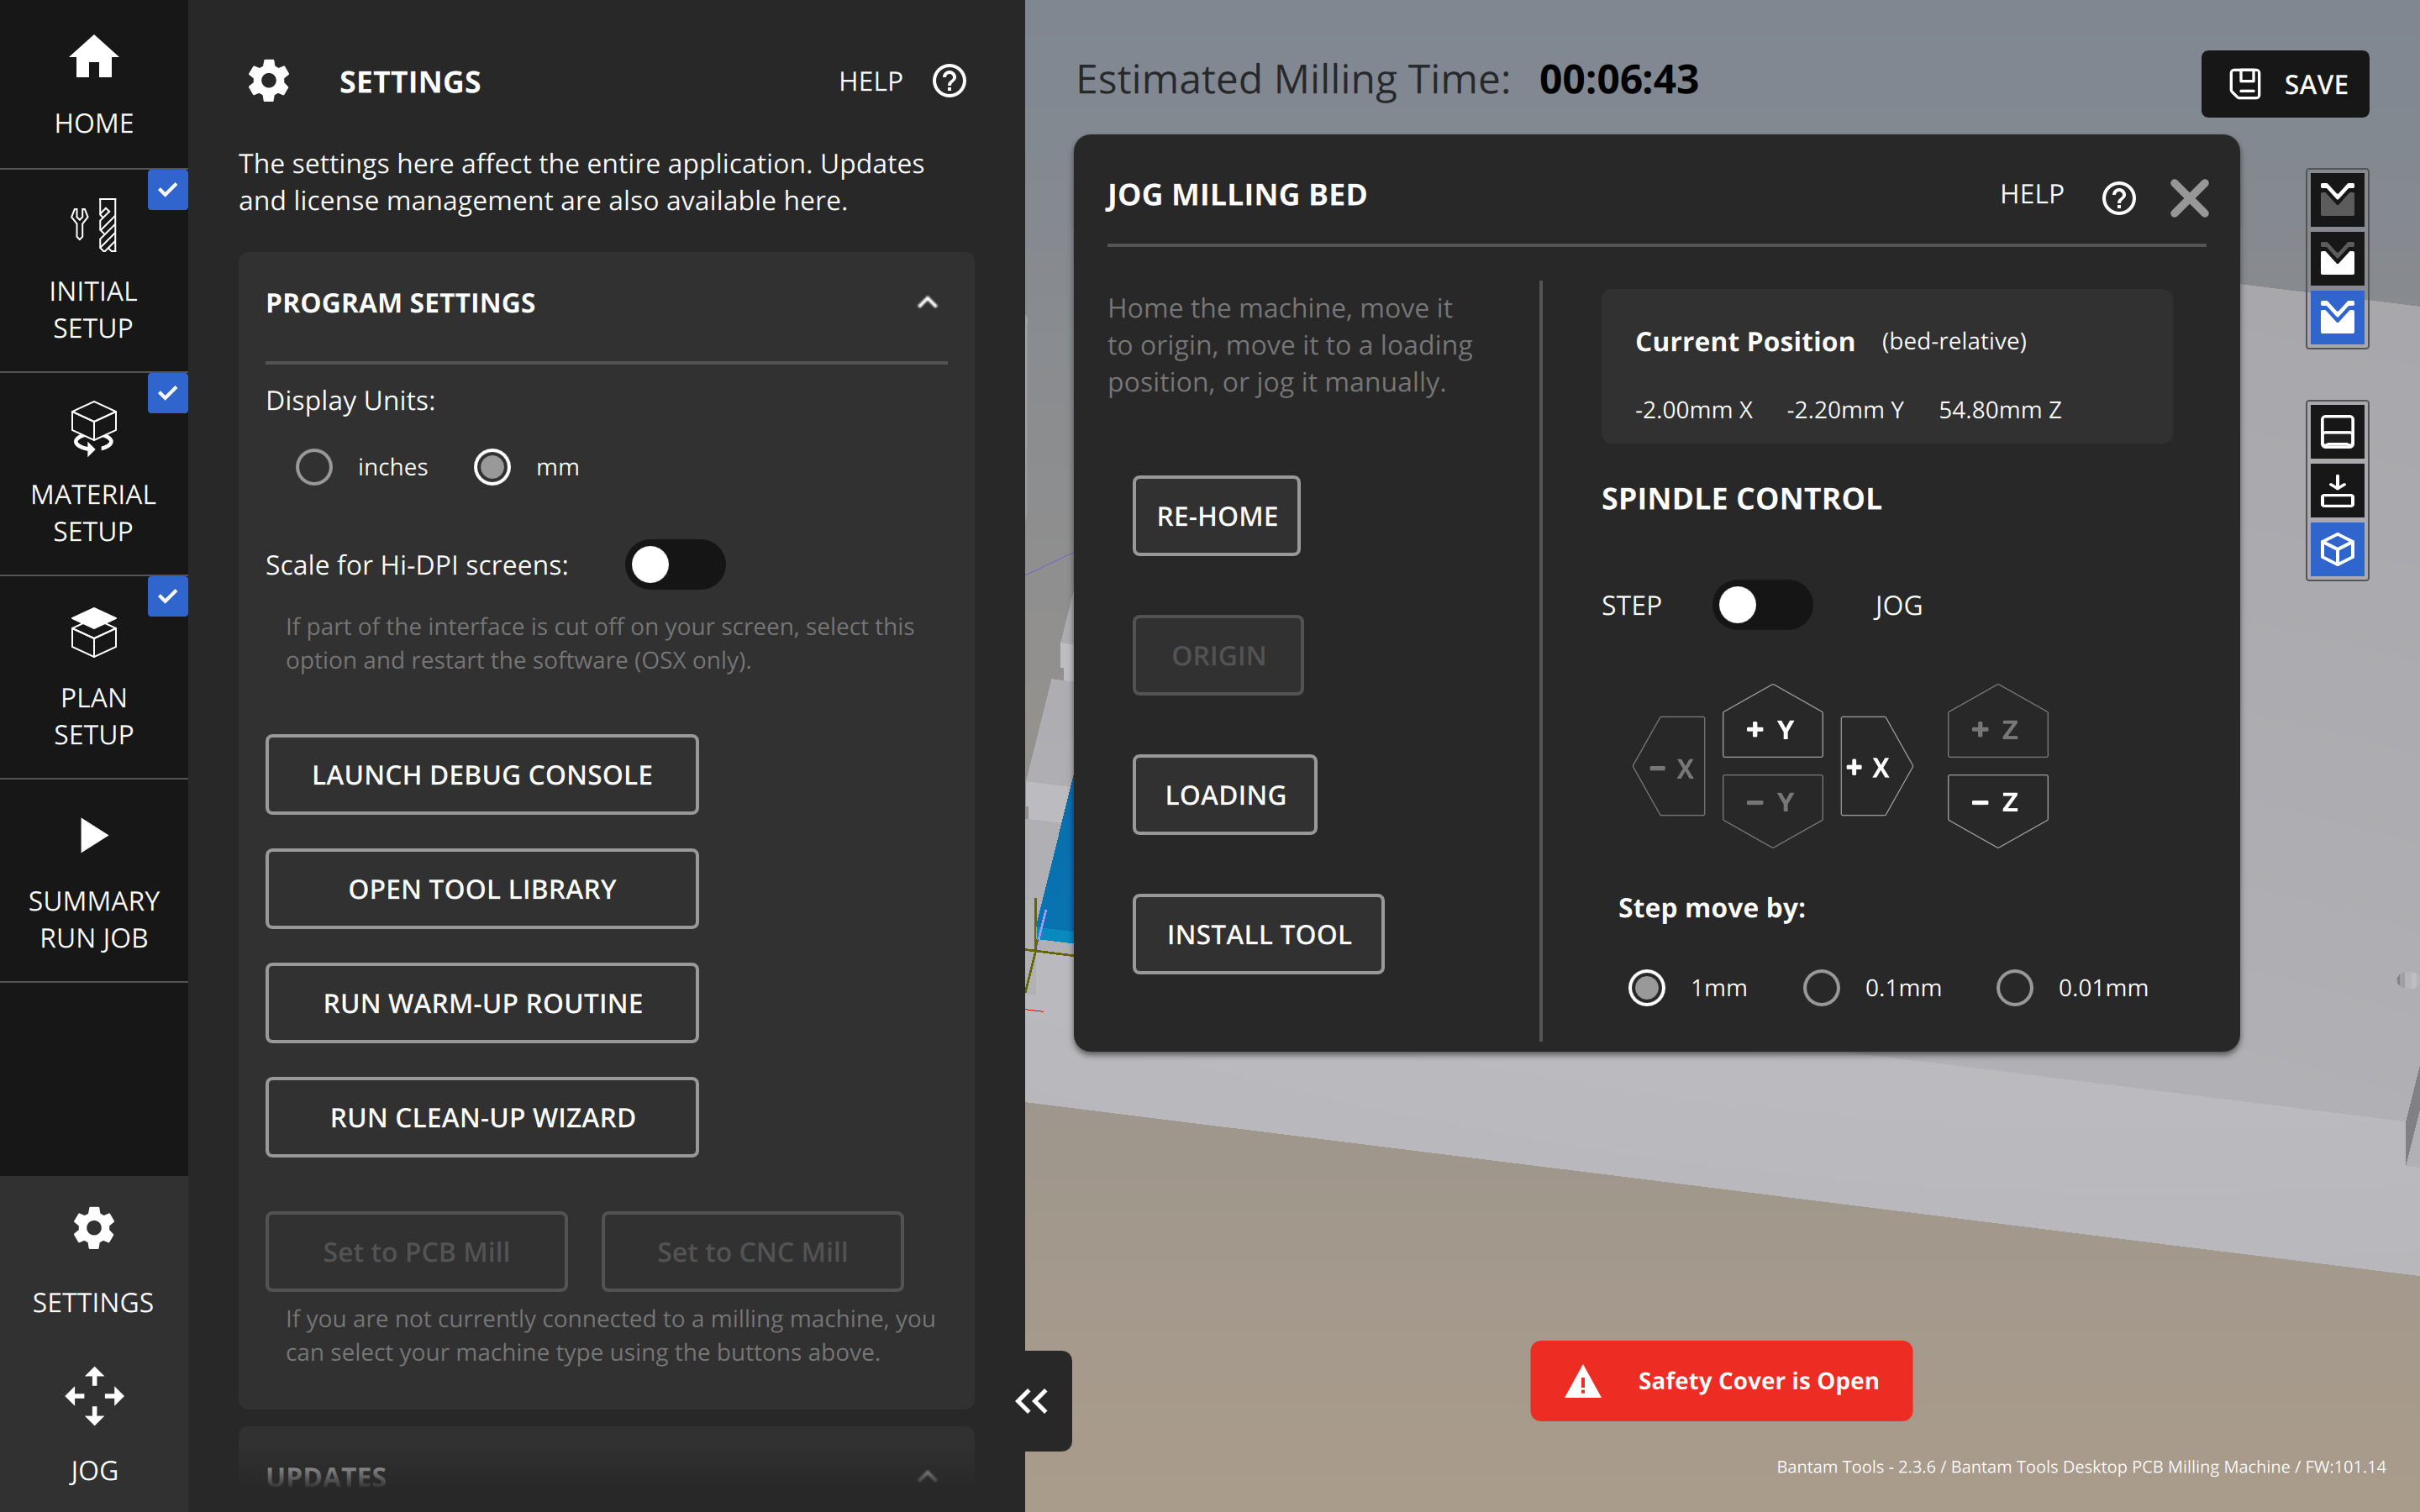 HOME
INITIAL
SETUP
MATERIAL
SETUP
PLAN
SETUP
SUMMARY
RUN JOB
SETTINGS
JOG
SETTINGS
HELP
The settings here affect the entire application. Updates
and license management are also available here.
PROGRAM SETTINGS
Display Units:
inches mm
Scale for Hi-DPI screens:
If part of the interface is cut off on your screen, select this
option and restart the software (OSX only).
LAUNCH DEBUG CONSOLE
OPEN TOOL LIBRARY
RUN WARM-UP ROUTINE
RUN CLEAN-UP WIZARD
Set to PCB Mill Set to CNC Mill
If you are not currently connected to a milling machine, you
can select your machine type using the buttons above.
UPDATES
Estimated Milling Time: 00:06:43
SAVE
JOG MILLING BED
HELP
Home the machine, move it
to origin, move it to a loading
position, or jog it manually.
RE-HOME
ORIGIN
LOADING
INSTALL TOOL
Current Position (bed-relative)
-2.00mm X -2.20mm Y 54.80mm Z
SPINDLE CONTROL
STEP JOG
+ Y + Z
− X + X
− Y − Z
Step move by:
1mm 0.1mm 0.01mm
Safety Cover is Open
Bantam Tools - 2.3.6 / Bantam Tools Desktop PCB Milling Machine / FW:101.14